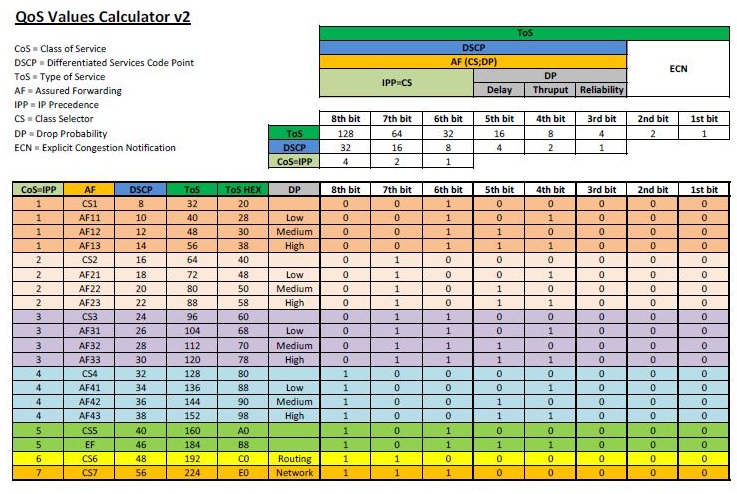 QoS Values Calculator v2
ToS
CoS = Class of Service
DSCP
DSCP = Differentiated Services Code Point
AF (CS;DP)
ECN
ToS = Type of Service
IPP=CS
DP
AF = Assured Forwarding
Delay Thruput Reliability
IPP = IP Precedence
CS = Class Selector
8th bit 7th bit 6th bit 5th bit 4th bit 3rd bit 2nd bit 1st bit
DP = Drop Probability
ToS 128 64 32 16 8 4 2 1
ECN = Explicit Congestion Notification
DSCP 32 16 8 4 2 1
CoS=IPP 4 2 1
CoS=IPP AF DSCP ToS ToS HEX DP 8th bit 7th bit 6th bit 5th bit 4th bit 3rd bit 2nd bit 1st bit
1 CS1 8 32 20 0 0 1 0 0 0 0 0
1 AF11 10 40 28 Low 0 0 1 0 1 0 0 0
1 AF12 12 48 30 Medium 0 0 1 1 0 0 0 0
1 AF13 14 56 38 High 0 0 1 1 1 0 0 0
2 CS2 16 64 40 0 1 0 0 0 0 0 0
2 AF21 18 72 48 Low 0 1 0 0 1 0 0 0
2 AF22 20 80 50 Medium 0 1 0 1 0 0 0 0
2 AF23 22 88 58 High 0 1 0 1 1 0 0 0
3 CS3 24 96 60 0 1 1 0 0 0 0 0
3 AF31 26 104 68 Low 0 1 1 0 1 0 0 0
3 AF32 28 112 70 Medium 0 1 1 1 0 0 0 0
3 AF33 30 120 78 High 0 1 1 1 1 0 0 0
4 CS4 32 128 80 1 0 0 0 0 0 0 0
4 AF41 34 136 88 Low 1 0 0 0 1 0 0 0
4 AF42 36 144 90 Medium 1 0 0 1 0 0 0 0
4 AF43 38 152 98 High 1 0 0 1 1 0 0 0
5 CS5 40 160 A0 1 0 1 0 0 0 0 0
5 EF 46 184 B8 1 0 1 1 1 0 0 0
6 CS6 48 192 C0 Routing 1 1 0 0 0 0 0 0
7 CS7 56 224 E0 Network 1 1 1 0 0 0 0 0